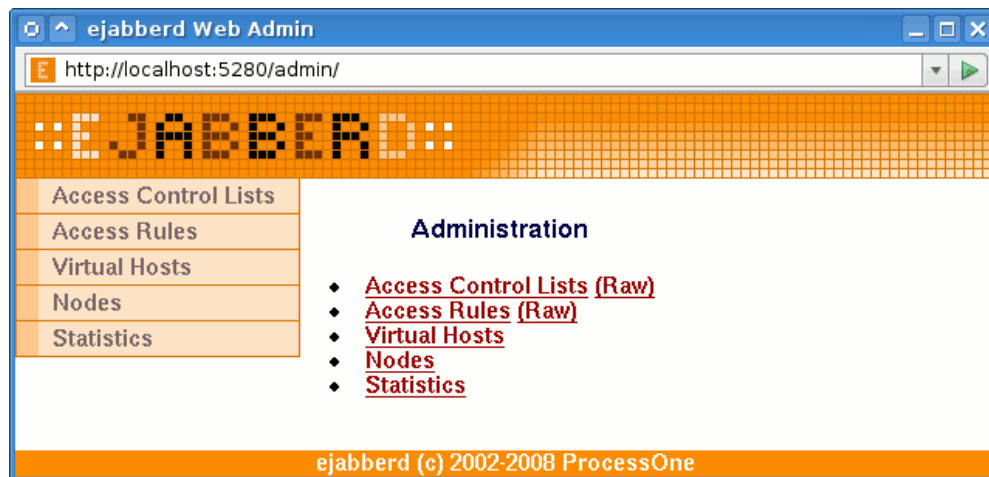 ejabberd Web Admin
http://localhost:5280/admin/
::EJABBERD::
Access Control Lists
Access Rules
Virtual Hosts
Nodes
Statistics
Administration
Access Control Lists (Raw)
Access Rules (Raw)
Virtual Hosts
Nodes
Statistics
ejabberd (c) 2002-2008 ProcessOne